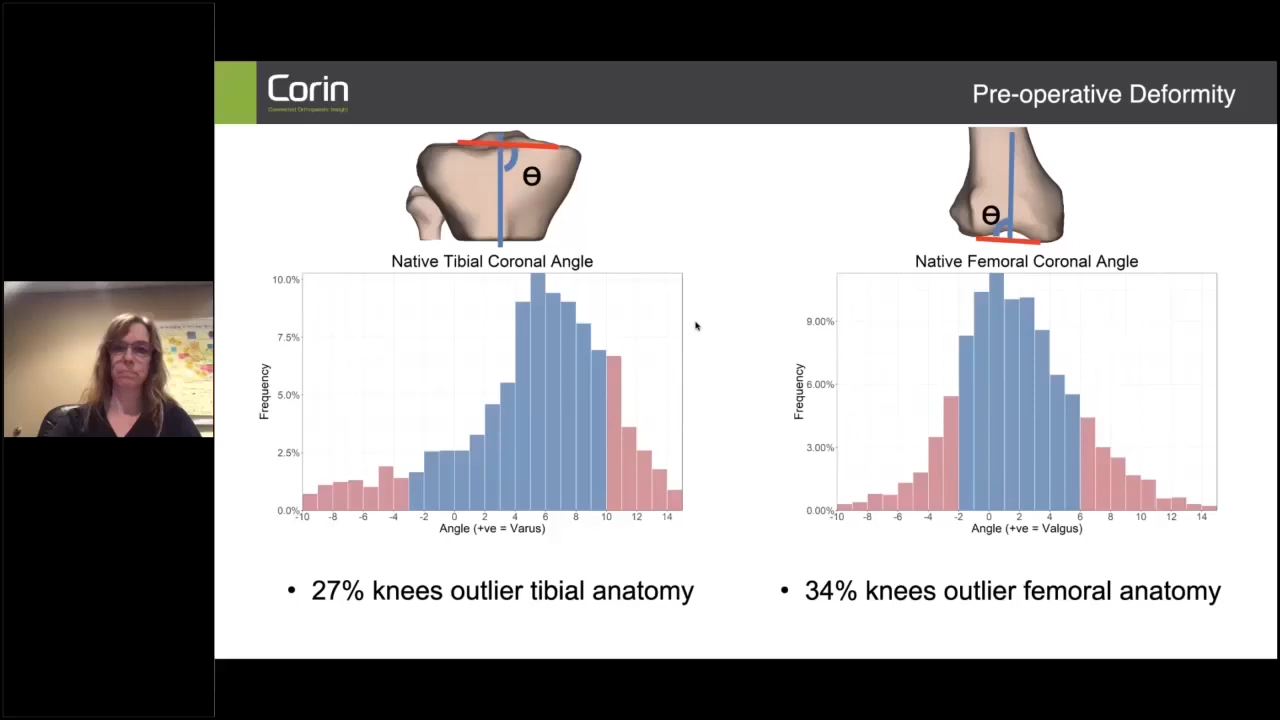 Corin
Connected Orthopaedic Insight
Pre-operative Deformity
ɵ
ɵ
Native Tibial Coronal Angle
10.0%
7.5%
5.0%
2.5%
0.0%
Frequency
-10 -8 -6 -4 -2 0 2 4 6 8 10 12 14
Angle (+ve = Varus)
Native Femoral Coronal Angle
9.00%
6.00%
3.00%
0.00%
Frequency
-10 -8 -6 -4 -2 0 2 4 6 8 10 12 14
Angle (+ve = Valgus)
• 27% knees outlier tibial anatomy
• 34% knees outlier femoral anatomy